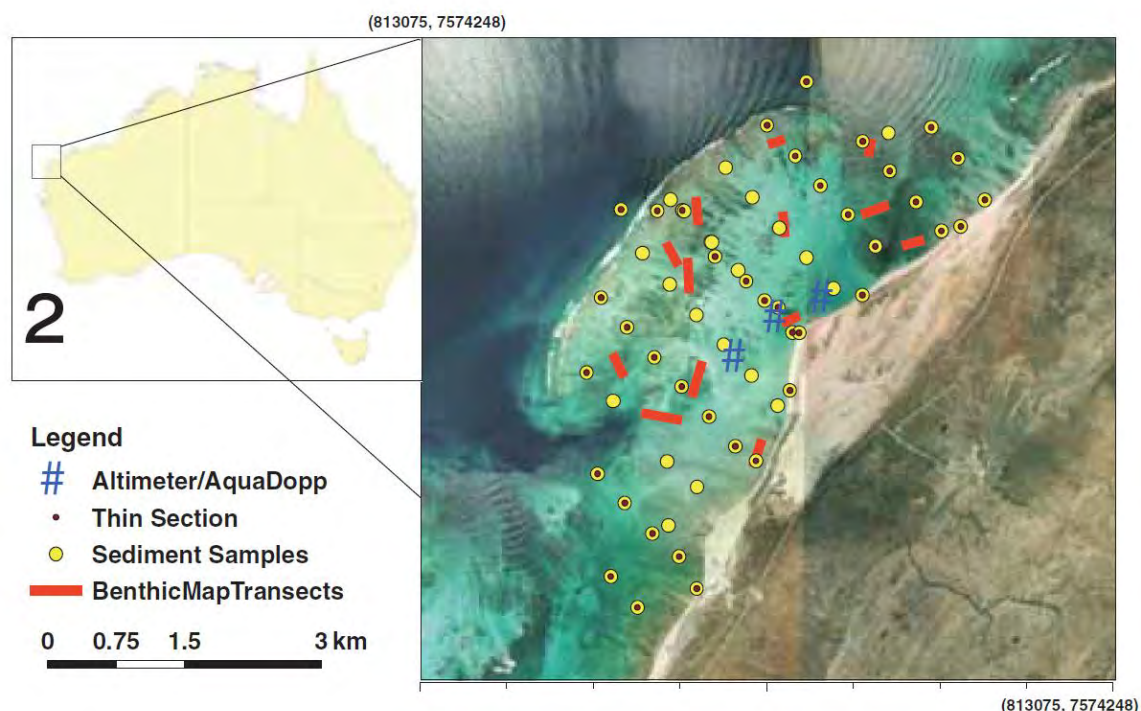 (813075, 7574248)
2
Legend
# Altimeter/AquaDopp
Thin Section
Sediment Samples
BenthicMapTransects
0 0.75 1.5 3 km
# # #
(813075, 7574248)